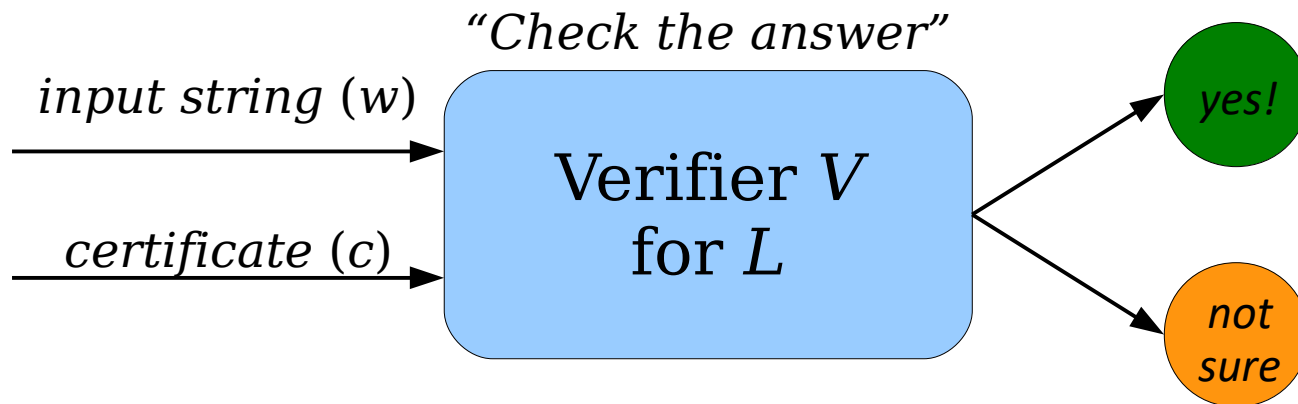 “Check the answer”
input string (w)
certificate (c)
Verifier V
for L
yes!
not
sure